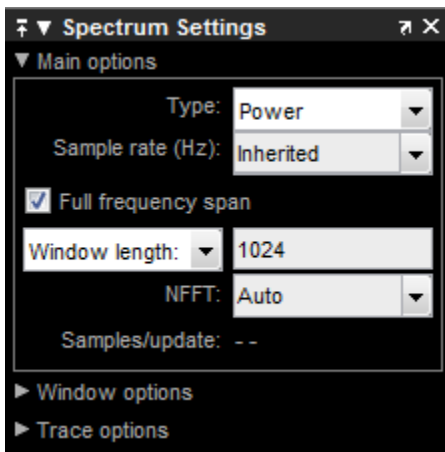 Spectrum Settings
Main options
Type: Power
Sample rate (Hz): Inherited
Full frequency span
Window length: 1024
NFFT: Auto
Samples/update: - -
Window options
Trace options